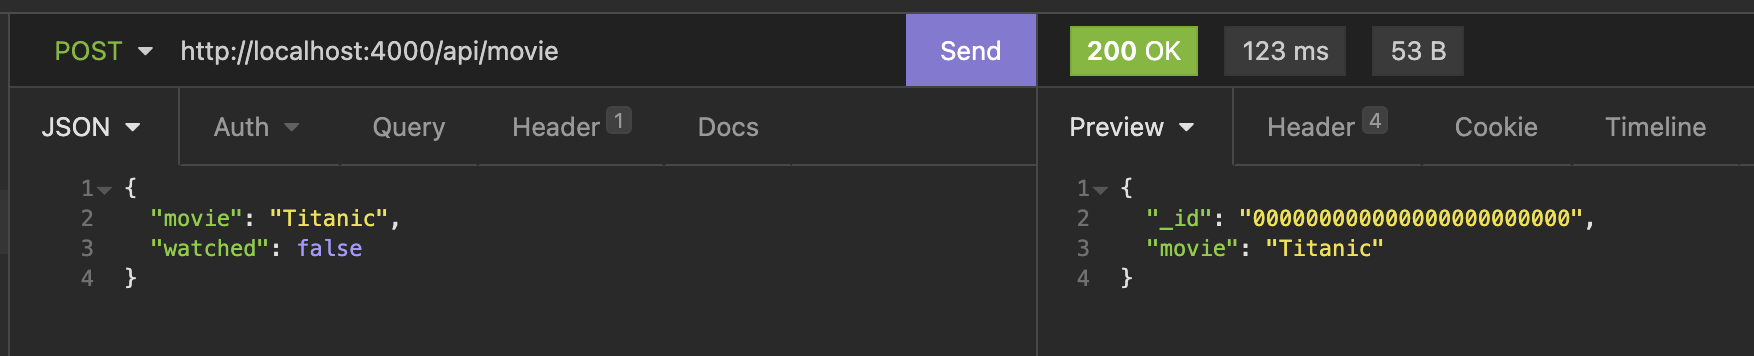 POST http://localhost:4000/api/movie Send 200 OK 123 ms 53 B
JSON Auth Query Header 1 Docs Preview Header 4 Cookie Timeline
1 {
2 "movie": "Titanic",
3 "watched": false
4 }
1 {
2 "_id": "000000000000000000000000",
3 "movie": "Titanic"
4 }